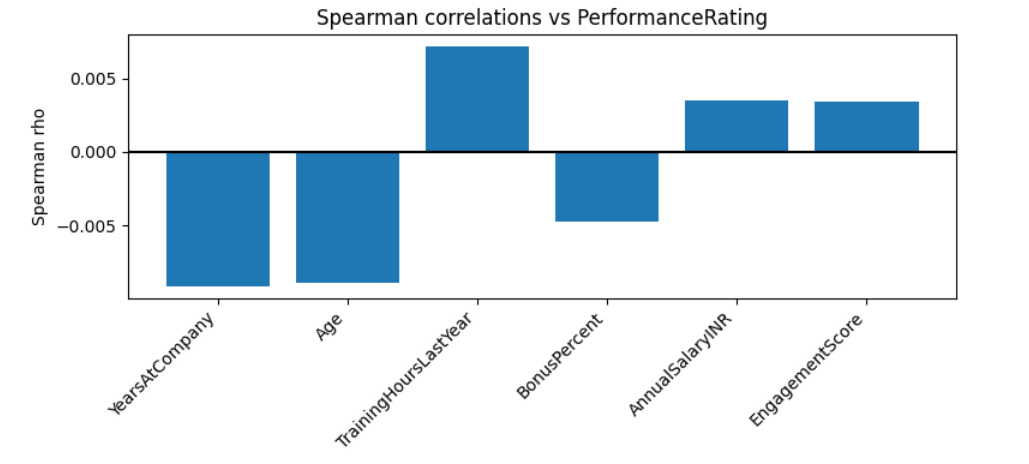 Spearman correlations vs PerformanceRating
Spearman rho
0.005
0.000
−0.005
YearsAtCompany
Age
TrainingHoursLastYear
BonusPercent
AnnualSalaryINR
EngagementScore